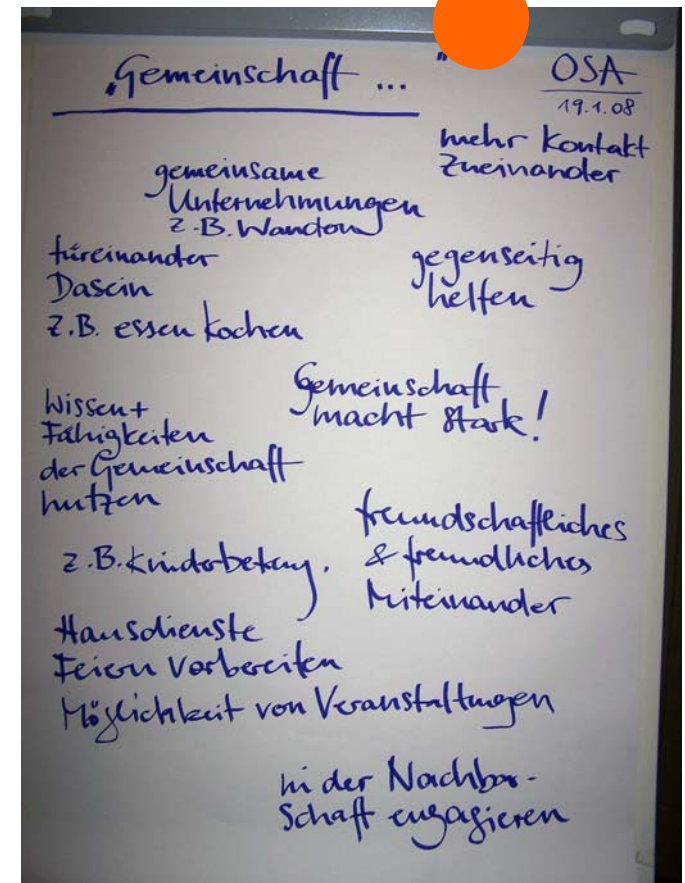 „Gemeinschaft ..."
OSA
19.1.08
mehr Kontakt
Zueinander
gemeinsame
Unternehmungen
z.B. Wandern
füreinander
Dasein
z.B. essen kochen
gegenseitig
helfen
Gemeinschaft
macht stark!
Wissen+
Fähigkeiten
der Gemeinschaft
nutzen
freundschaftliches
& freundliches
Miteinander
z.B. Kinderbetreug.
Hausdienste
Feiern Vorbereiten
Möglichkeit von Veranstaltungen
in der Nachbar-
schaft engagieren